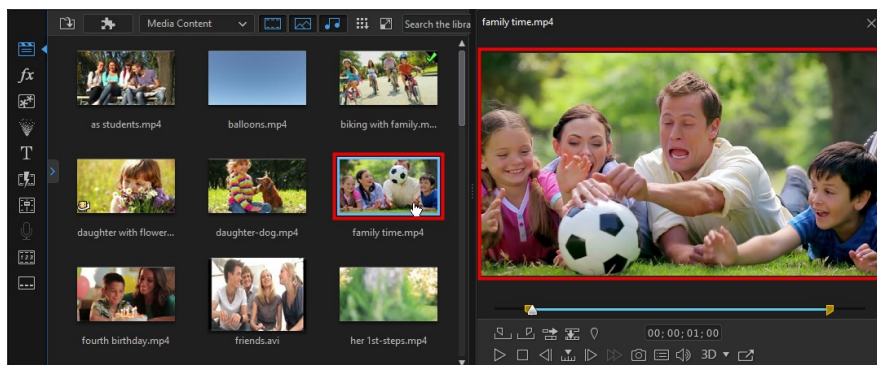 Media Content
Search the libra
family time.mp4
fx
T
as students.mp4
balloons.mp4
biking with family.m...
daughter with flower...
daughter-dog.mp4
family time.mp4
fourth birthday.mp4
friends.avi
her 1st-steps.mp4
00; 00; 01; 00
3D